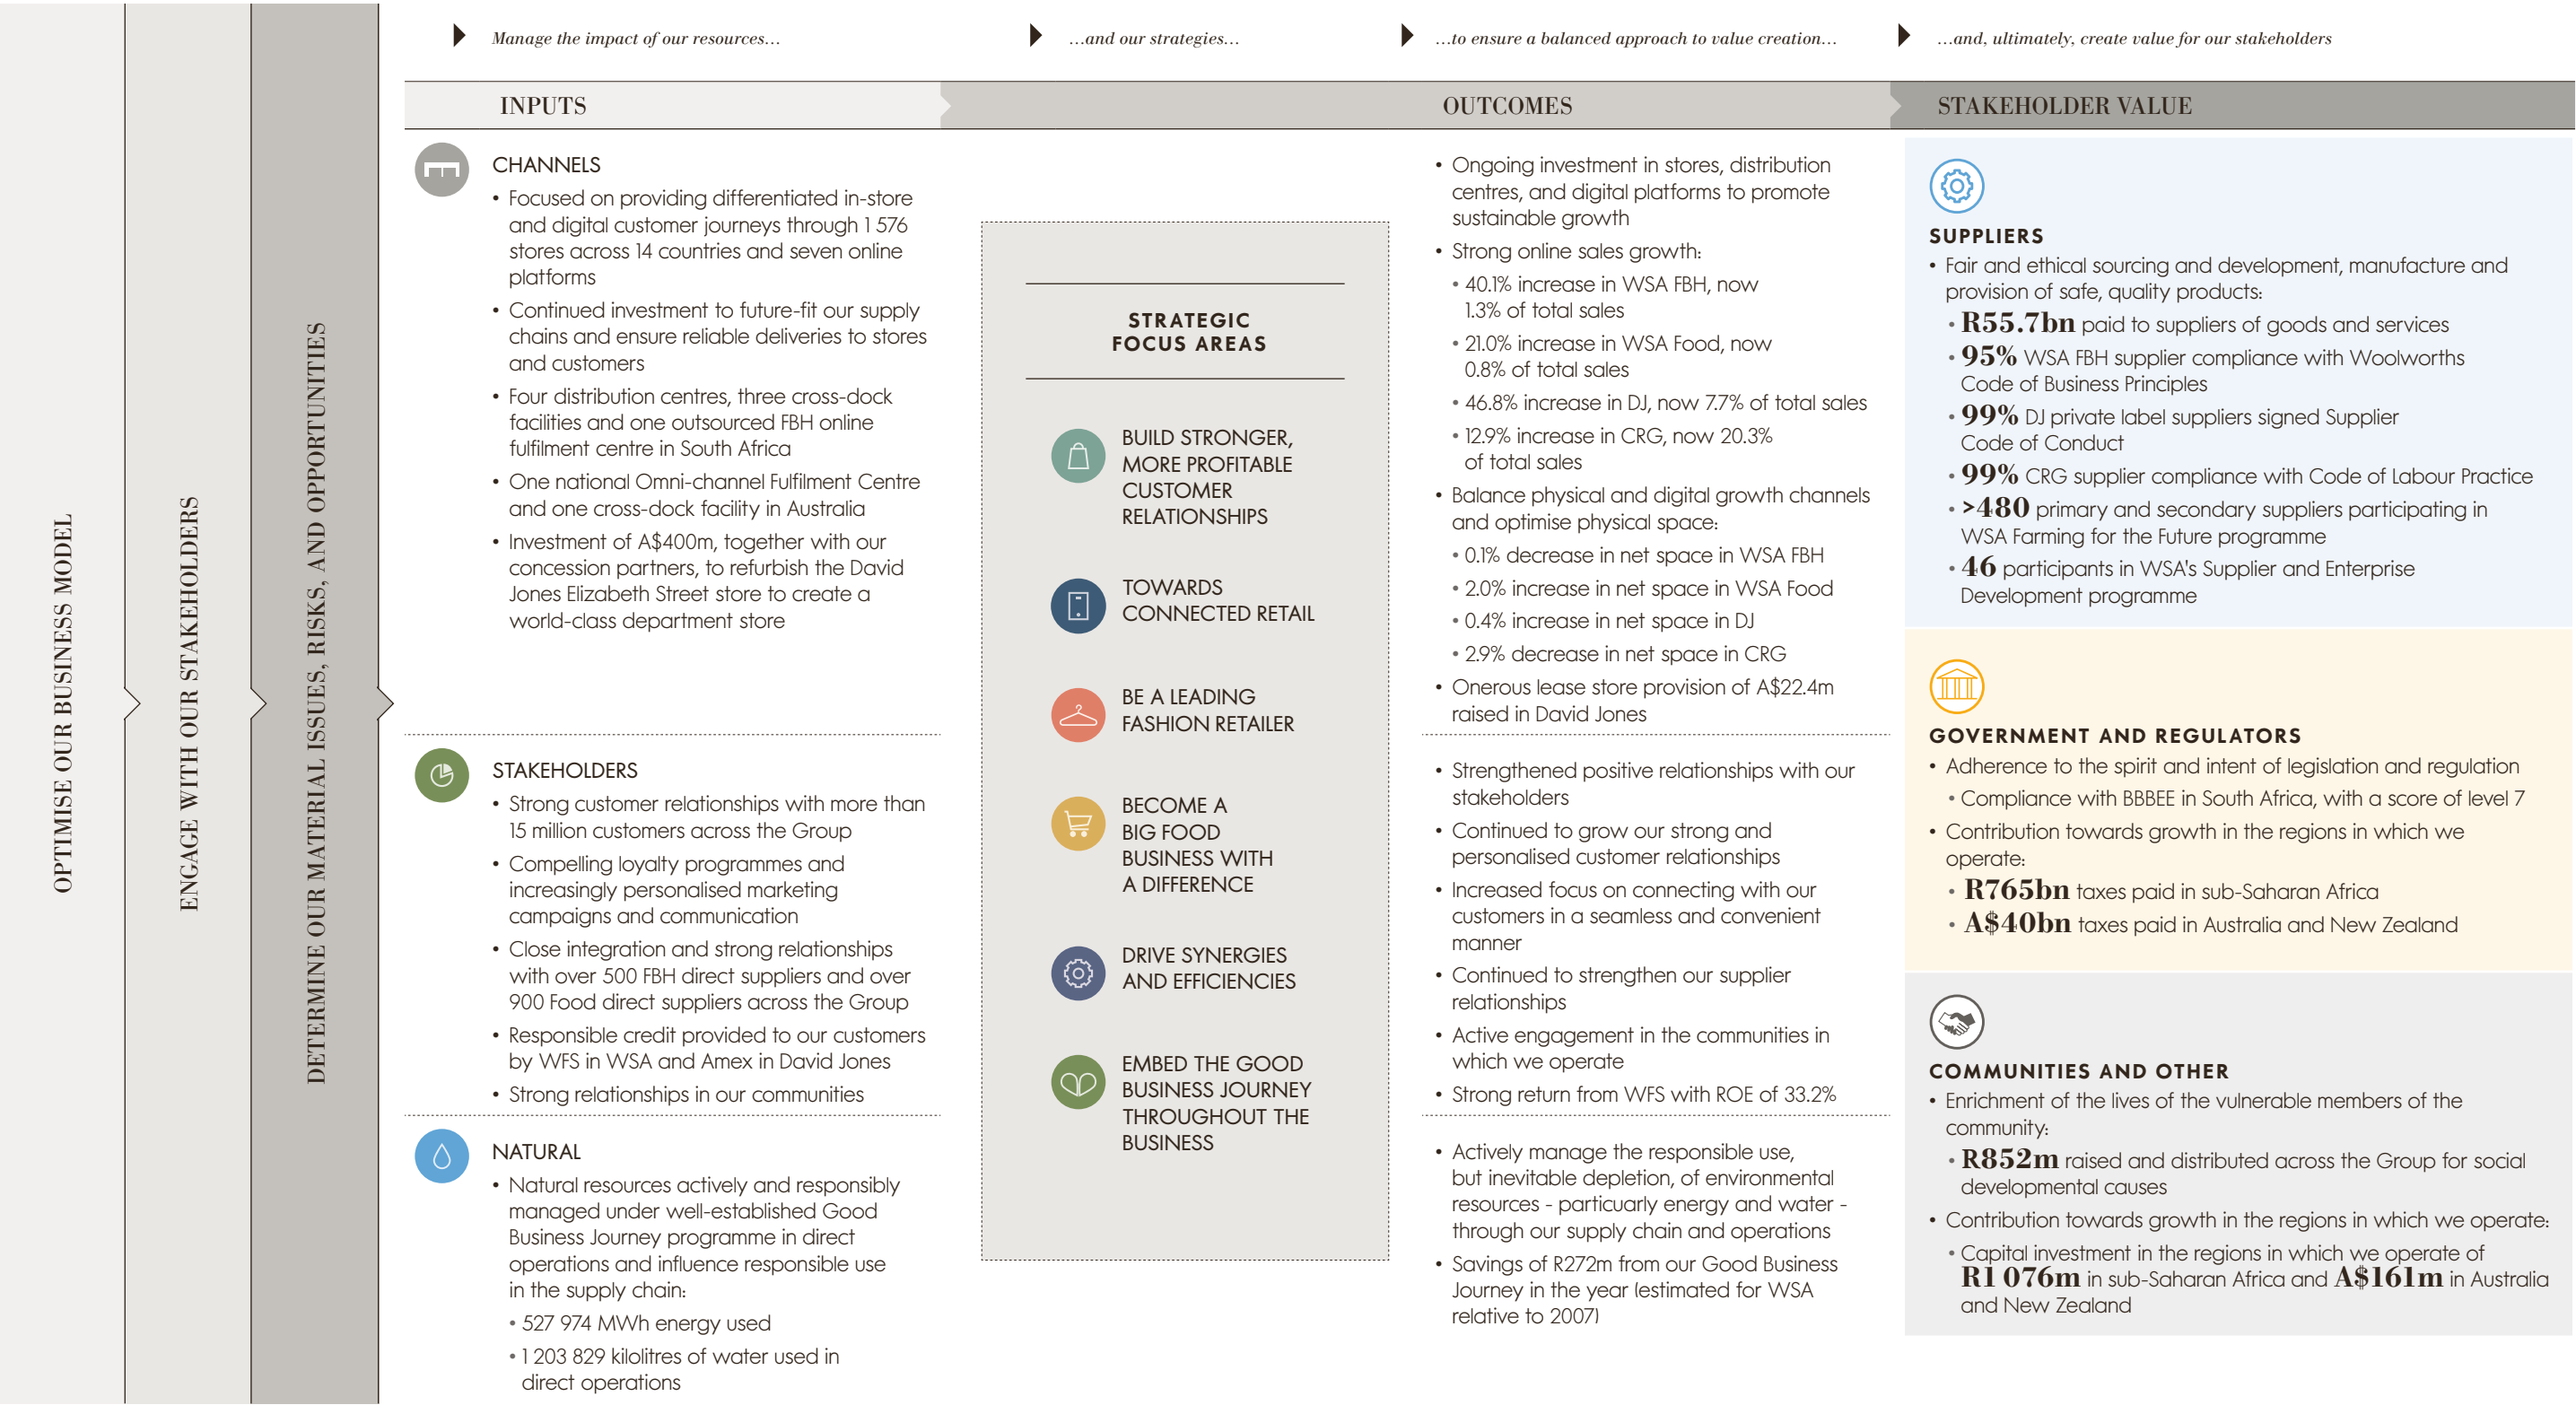 OPTIMISE OUR BUSINESS MODEL
ENGAGE WITH OUR STAKEHOLDERS
DETERMINE OUR MATERIAL ISSUES, RISKS, AND OPPORTUNITIES
Manage the impact of our resources…
…and our strategies…
…to ensure a balanced approach to value creation…
…and, ultimately, create value for our stakeholders
INPUTS
OUTCOMES
STAKEHOLDER VALUE
CHANNELS
• Focused on providing differentiated in-store
and digital customer journeys through 1 576
stores across 14 countries and seven online
platforms
• Continued investment to future-fit our supply
chains and ensure reliable deliveries to stores
and customers
• Four distribution centres, three cross-dock
facilities and one outsourced FBH online
fulfilment centre in South Africa
• One national Omni-channel Fulfilment Centre
and one cross-dock facility in Australia
• Investment of A$400m, together with our
concession partners, to refurbish the David
Jones Elizabeth Street store to create a
world-class department store
STAKEHOLDERS
• Strong customer relationships with more than
15 million customers across the Group
• Compelling loyalty programmes and
increasingly personalised marketing
campaigns and communication
• Close integration and strong relationships
with over 500 FBH direct suppliers and over
900 Food direct suppliers across the Group
• Responsible credit provided to our customers
by WFS in WSA and Amex in David Jones
• Strong relationships in our communities
NATURAL
• Natural resources actively and responsibly
managed under well-established Good
Business Journey programme in direct
operations and influence responsible use
in the supply chain:
• 527 974 MWh energy used
• 1 203 829 kilolitres of water used in
direct operations
STRATEGIC
FOCUS AREAS
BUILD STRONGER,
MORE PROFITABLE
CUSTOMER
RELATIONSHIPS
TOWARDS
CONNECTED RETAIL
BE A LEADING
FASHION RETAILER
BECOME A
BIG FOOD
BUSINESS WITH
A DIFFERENCE
DRIVE SYNERGIES
AND EFFICIENCIES
EMBED THE GOOD
BUSINESS JOURNEY
THROUGHOUT THE
BUSINESS
• Ongoing investment in stores, distribution
centres, and digital platforms to promote
sustainable growth
• Strong online sales growth:
• 40.1% increase in WSA FBH, now
1.3% of total sales
• 21.0% increase in WSA Food, now
0.8% of total sales
• 46.8% increase in DJ, now 7.7% of total sales
• 12.9% increase in CRG, now 20.3%
of total sales
• Balance physical and digital growth channels
and optimise physical space:
• 0.1% decrease in net space in WSA FBH
• 2.0% increase in net space in WSA Food
• 0.4% increase in net space in DJ
• 2.9% decrease in net space in CRG
• Onerous lease store provision of A$22.4m
raised in David Jones
• Strengthened positive relationships with our
stakeholders
• Continued to grow our strong and
personalised customer relationships
• Increased focus on connecting with our
customers in a seamless and convenient
manner
• Continued to strengthen our supplier
relationships
• Active engagement in the communities in
which we operate
• Strong return from WFS with ROE of 33.2%
• Actively manage the responsible use,
but inevitable depletion, of environmental
resources - particuarly energy and water -
through our supply chain and operations
• Savings of R272m from our Good Business
Journey in the year (estimated for WSA
relative to 2007)
SUPPLIERS
• Fair and ethical sourcing and development, manufacture and
provision of safe, quality products:
• R55.7bn paid to suppliers of goods and services
• 95% WSA FBH supplier compliance with Woolworths
Code of Business Principles
• 99% DJ private label suppliers signed Supplier
Code of Conduct
• 99% CRG supplier compliance with Code of Labour Practice
• >480 primary and secondary suppliers participating in
WSA Farming for the Future programme
• 46 participants in WSA's Supplier and Enterprise
Development programme
GOVERNMENT AND REGULATORS
• Adherence to the spirit and intent of legislation and regulation
• Compliance with BBBEE in South Africa, with a score of level 7
• Contribution towards growth in the regions in which we
operate:
• R765bn taxes paid in sub-Saharan Africa
• A$40bn taxes paid in Australia and New Zealand
COMMUNITIES AND OTHER
• Enrichment of the lives of the vulnerable members of the
community:
• R852m raised and distributed across the Group for social
developmental causes
• Contribution towards growth in the regions in which we operate:
• Capital investment in the regions in which we operate of
R1 076m in sub-Saharan Africa and A$161m in Australia
and New Zealand